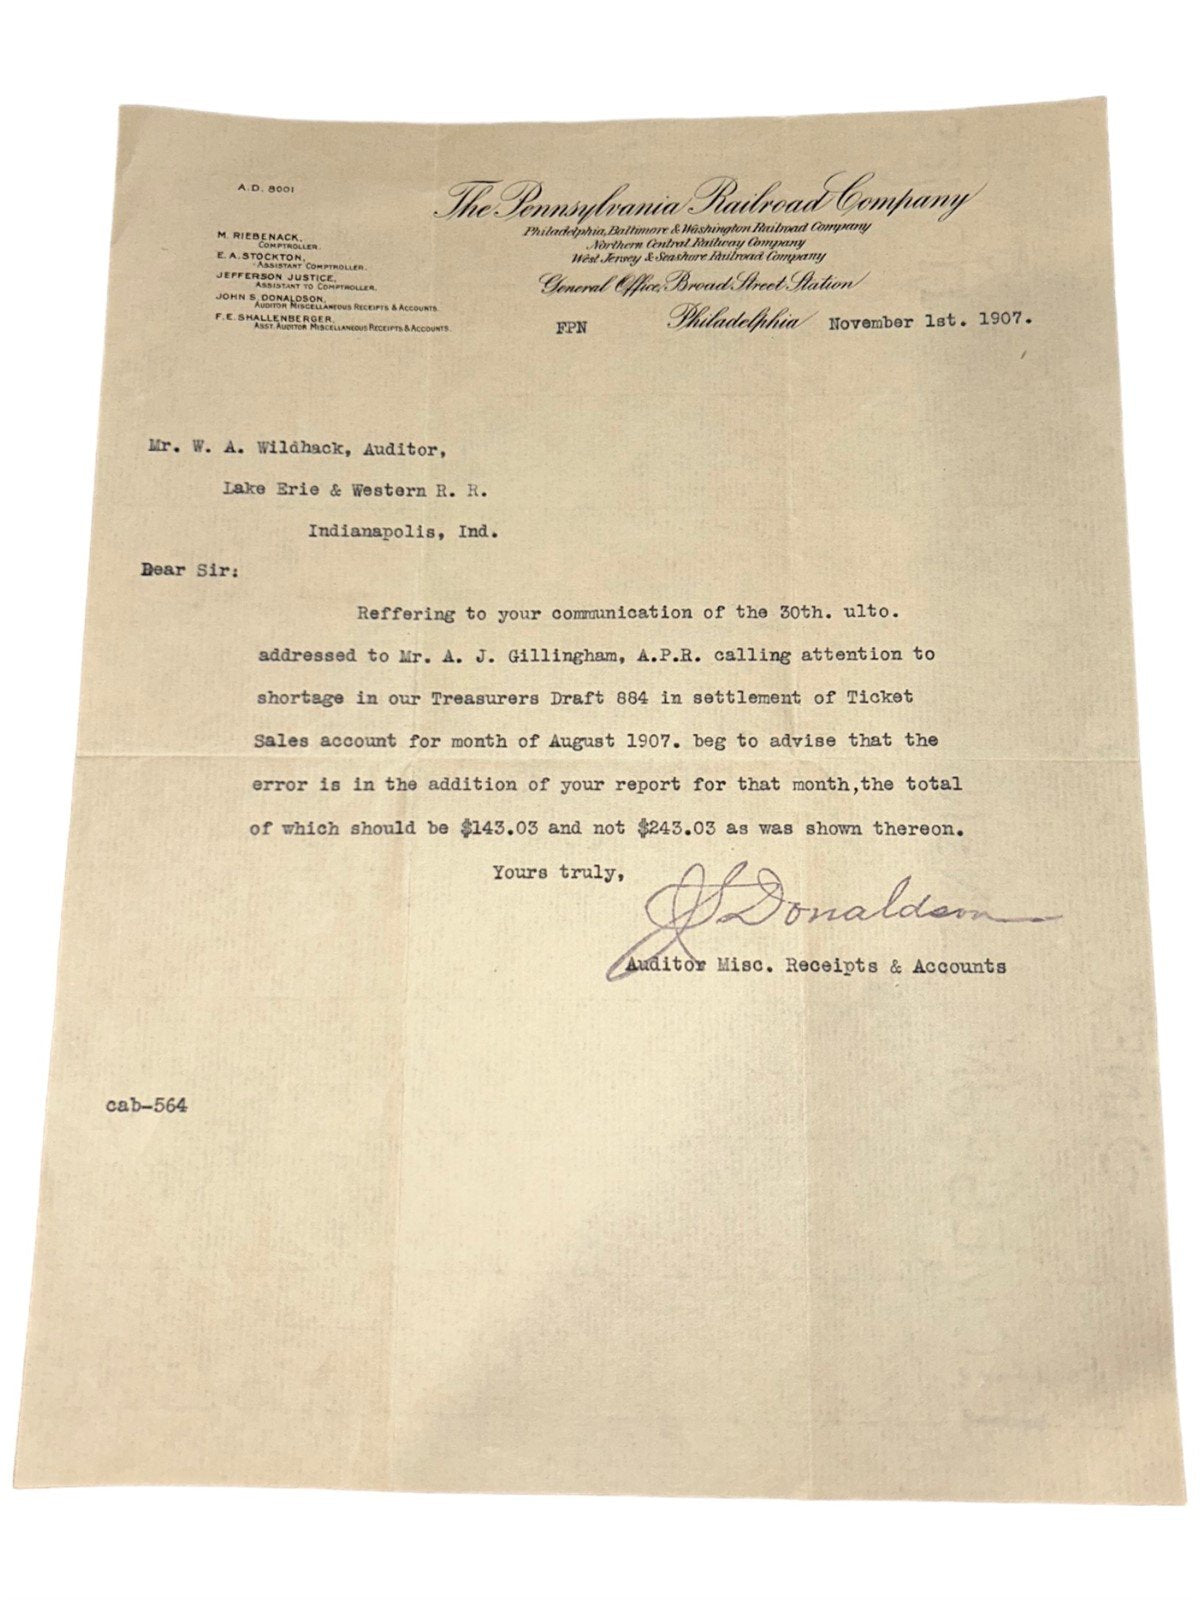 A.D. 8001
M. RIEBENACK,
COMPTROLLER.
E. A. STOCKTON,
ASSISTANT COMPTROLLER.
JEFFERSON JUSTICE,
ASSISTANT TO COMPTROLLER.
JOHN S. DONALDSON,
AUDITOR MISCELLANEOUS RECEIPTS & ACCOUNTS.
F. E. SHALLENBERGER,
ASST. AUDITOR MISCELLANEOUS RECEIPTS & ACCOUNTS.
The Pennsylvania Railroad Company
Philadelphia, Baltimore & Washington Railroad Company
Northern Central Railway Company
West Jersey & Seashore Railroad Company
General Office, Broad Street Station
FPN Philadelphia November 1st. 1907.
Mr. W. A. Wildhack, Auditor,
Lake Erie & Western R. R.
Indianapolis, Ind.
Dear Sir:
Reffering to your communication of the 30th. ulto.
addressed to Mr. A. J. Gillingham, A.P.R. calling attention to
shortage in our Treasurers Draft 884 in settlement of Ticket
Sales account for month of August 1907. beg to advise that the
error is in the addition of your report for that month,the total
of which should be $143.03 and not $243.03 as was shown thereon.
Yours truly,
J S Donaldson
Auditor Misc. Receipts & Accounts
cab-564